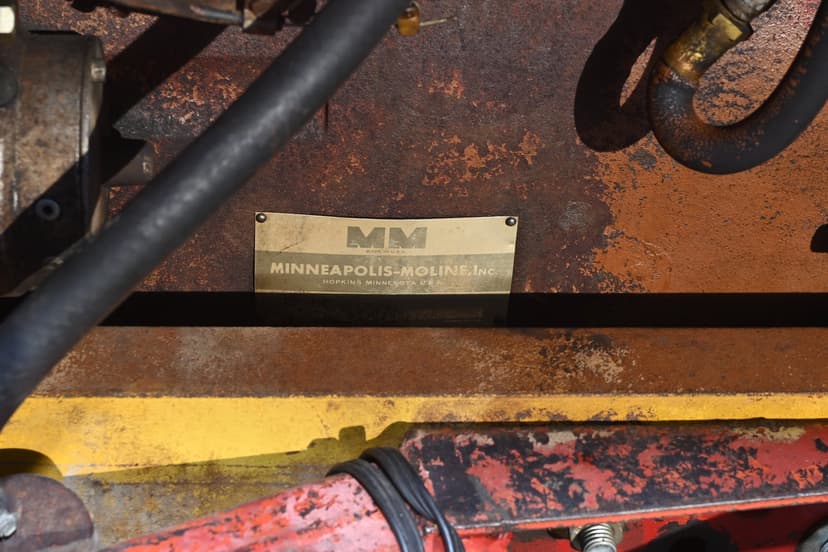 MM
MINNEAPOLIS-MOLINE, INC.
HOPKINS MINNESOTA U.S.A.